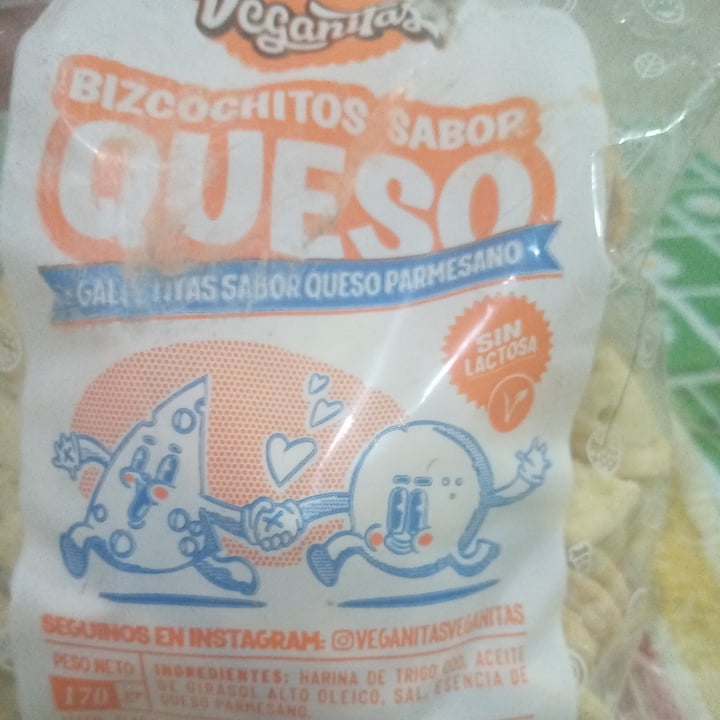 Veganitas
BIZCOCHITOS SABOR
QUESO
GALLETITAS SABOR QUESO PARMESANO
SIN
LACTOSA
V
SEGUINOS EN INSTAGRAM: @VEGANITASVEGANITAS
PESO NETO
170 gr
INGREDIENTES: HARINA DE TRIGO 000, ACEITE
DE GIRASOL ALTO OLEICO, SAL, ESENCIA DE
QUESO PARMESANO.